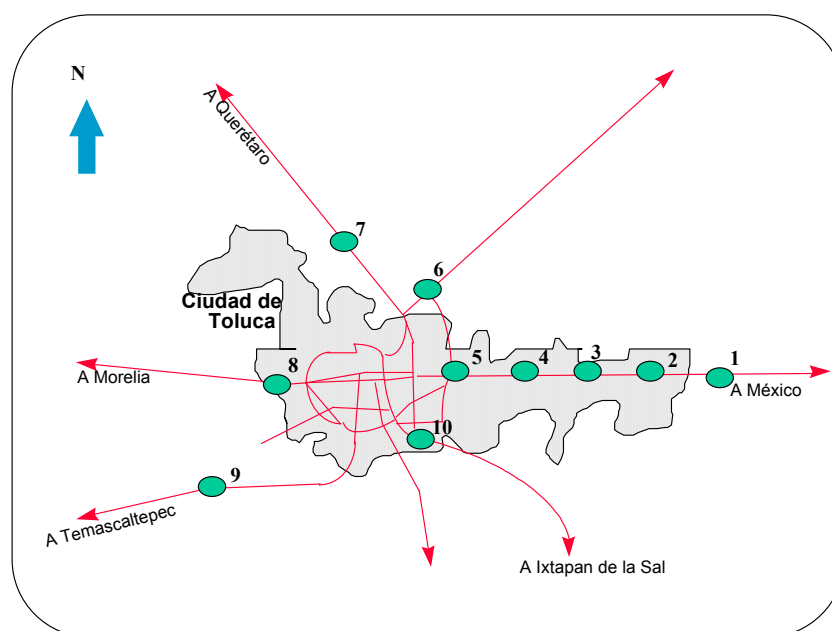 N
A Querétaro
7
6
Ciudad de
Toluca
5
4
3
2
1
A Morelia
8
A México
10
9
A Temascaltepec
A Ixtapan de la Sal